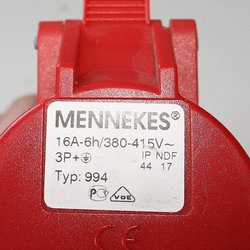 MENNEKES®
16A-6h/380-415V~
3P+⏚ IP NDF
44 17
Typ: 994
VDE